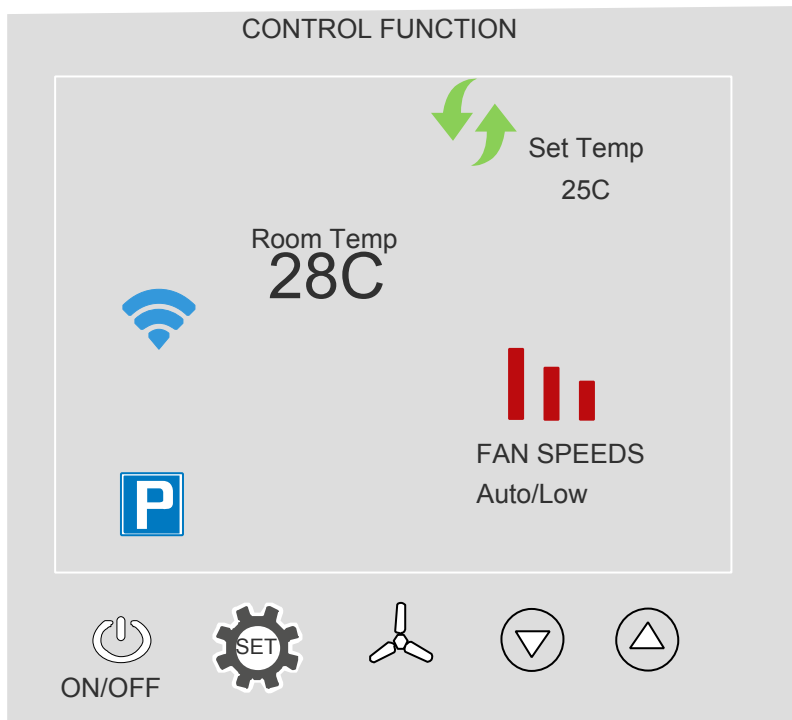 CONTROL FUNCTION
Set Temp
25C
Room Temp
28C
FAN SPEEDS
Auto/Low
P
SET
ON/OFF